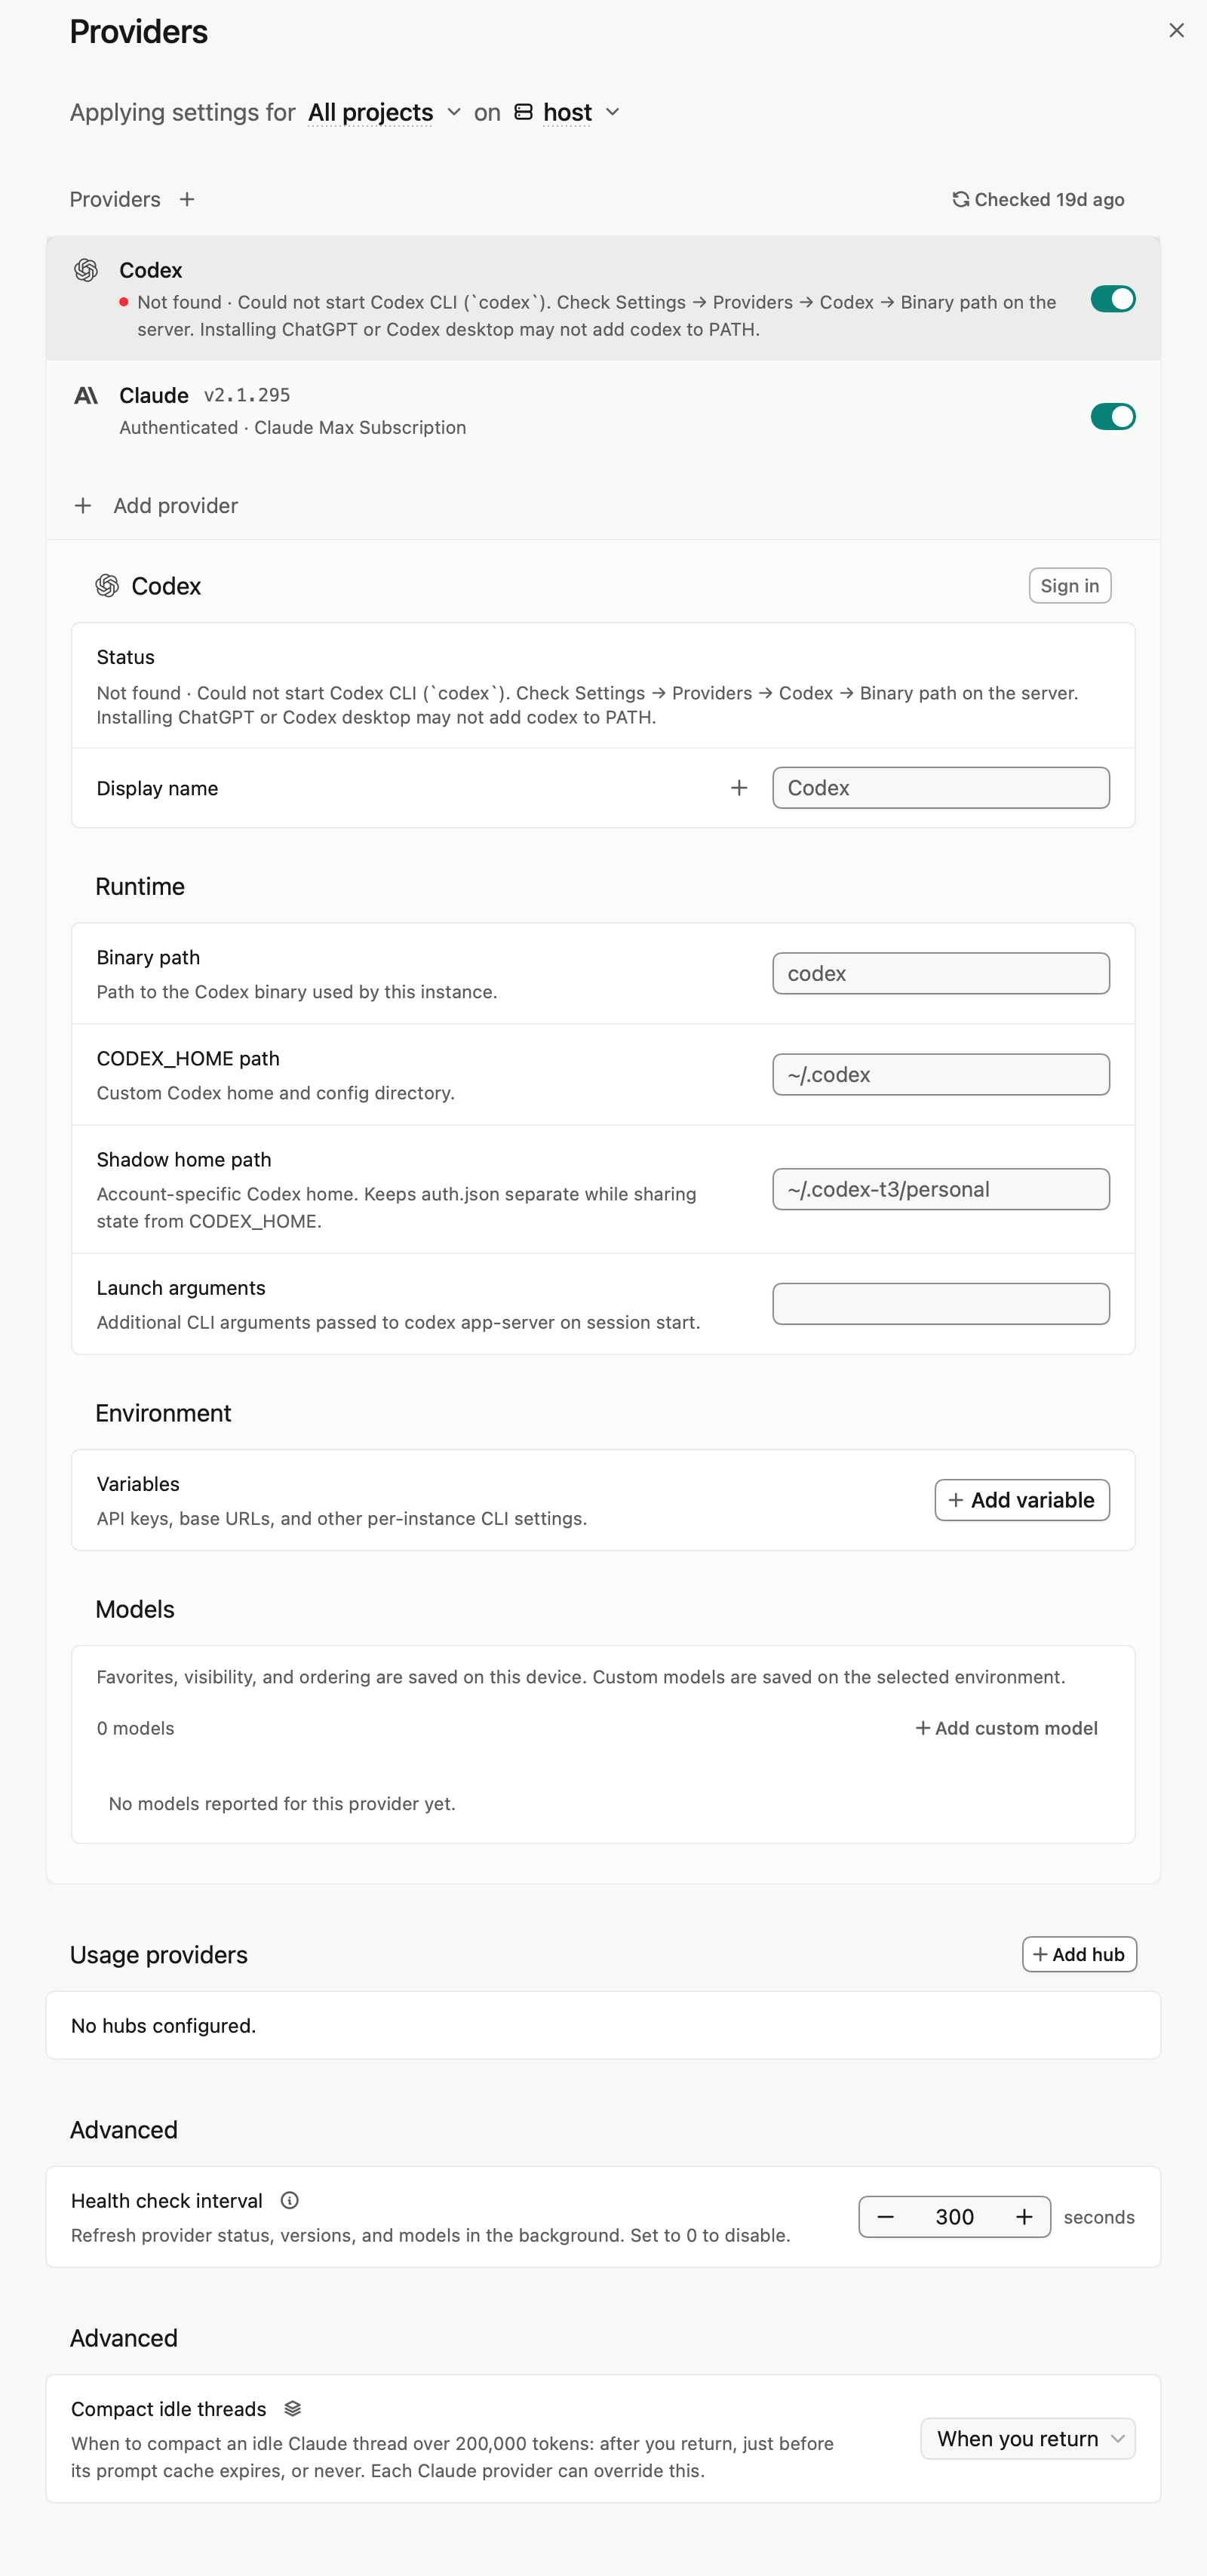 Providers
Applying settings for All projects on host
Providers
Checked 19d ago
Codex
Not found · Could not start Codex CLI (`codex`). Check Settings → Providers → Codex → Binary path on the
server. Installing ChatGPT or Codex desktop may not add codex to PATH.
Claude v2.1.295
Authenticated · Claude Max Subscription
Add provider
Codex
Sign in
Status
Not found · Could not start Codex CLI (`codex`). Check Settings → Providers → Codex → Binary path on the server.
Installing ChatGPT or Codex desktop may not add codex to PATH.
Display name
Codex
Runtime
Binary path
Path to the Codex binary used by this instance.
codex
CODEX_HOME path
Custom Codex home and config directory.
~/.codex
Shadow home path
Account-specific Codex home. Keeps auth.json separate while sharing
state from CODEX_HOME.
~/.codex-t3/personal
Launch arguments
Additional CLI arguments passed to codex app-server on session start.
Environment
Variables
API keys, base URLs, and other per-instance CLI settings.
Add variable
Models
Favorites, visibility, and ordering are saved on this device. Custom models are saved on the selected environment.
0 models
Add custom model
No models reported for this provider yet.
Usage providers
Add hub
No hubs configured.
Advanced
Health check interval
Refresh provider status, versions, and models in the background. Set to 0 to disable.
300
seconds
Advanced
Compact idle threads
When to compact an idle Claude thread over 200,000 tokens: after you return, just before
its prompt cache expires, or never. Each Claude provider can override this.
When you return